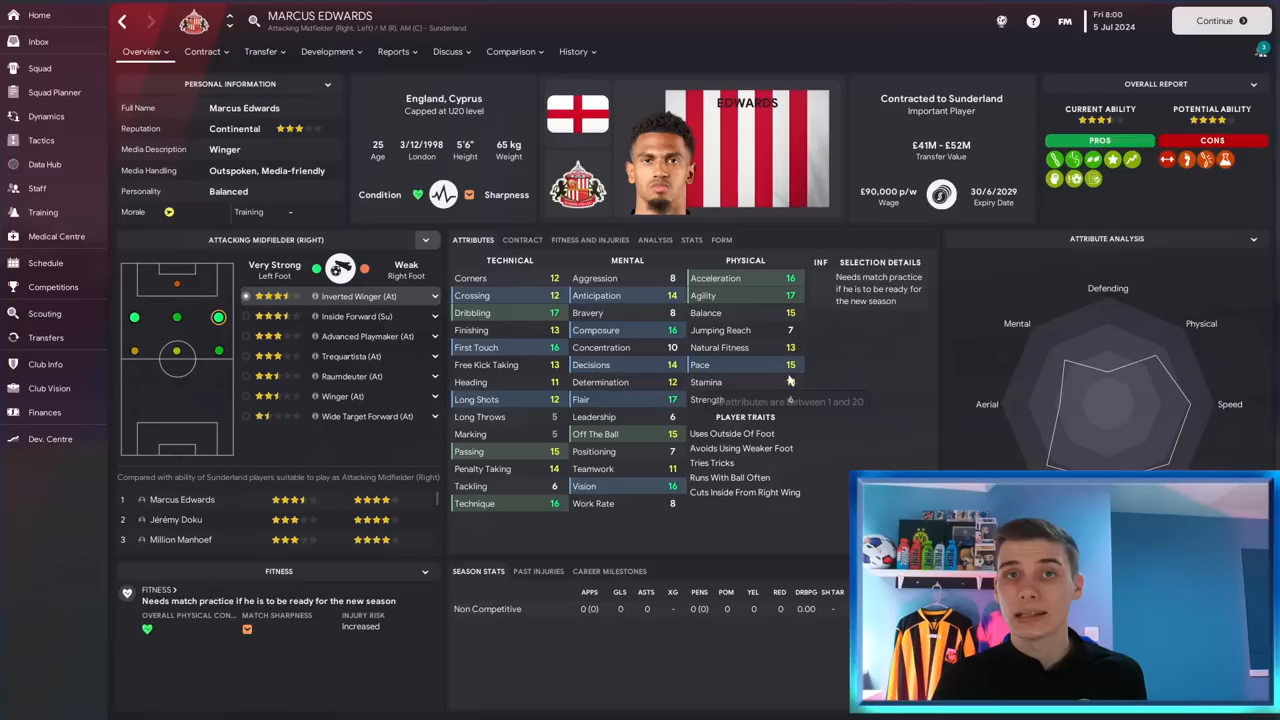 Home
Inbox
Squad
Squad Planner
Dynamics
Tactics
Data Hub
Staff
Training
Medical Centre
Schedule
Competitions
Scouting
Transfers
Club Info
Club Vision
Finances
Dev. Centre
MARCUS EDWARDS
Attacking Midfielder (Right, Left) / M (R), AM (C) - Sunderland
FM
Fri 8:00
5 Jul 2024
Continue
3
Overview
Contract
Transfer
Development
Reports
Discuss
Comparison
History
PERSONAL INFORMATION
Full Name Marcus Edwards
Reputation Continental
Media Description Winger
Media Handling Outspoken, Media-friendly
Personality Balanced
Morale Training -
England, Cyprus
Capped at U20 level
25 3/12/1998 5'6" 65 kg
Age London Height Weight
Condition Sharpness
EDWARDS
Contracted to Sunderland
Important Player
£41M - £52M
Transfer Value
£90,000 p/w 30/6/2029
Wage Expiry Date
OVERALL REPORT
CURRENT ABILITY POTENTIAL ABILITY
PROS CONS
ATTACKING MIDFIELDER (RIGHT)
Very Strong Weak
Left Foot Right Foot
Inverted Winger (At)
Inside Forward (Su)
Advanced Playmaker (At)
Trequartista (At)
Raumdeuter (At)
Winger (At)
Wide Target Forward (At)
Compared with ability of Sunderland players suitable to play as Attacking Midfielder (Right)
1 Marcus Edwards
2 Jérémy Doku
3 Million Manhoef
ATTRIBUTES CONTRACT FITNESS AND INJURIES ANALYSIS STATS FORM
TECHNICAL
Corners 12
Crossing 12
Dribbling 17
Finishing 13
First Touch 16
Free Kick Taking 13
Heading 11
Long Shots 12
Long Throws 5
Marking 5
Passing 15
Penalty Taking 14
Tackling 6
Technique 16
MENTAL
Aggression 8
Anticipation 14
Bravery 8
Composure 16
Concentration 10
Decisions 14
Determination 12
Flair 17
Leadership 6
Off The Ball 15
Positioning 7
Teamwork 11
Vision 16
Work Rate 8
PHYSICAL
Acceleration 16
Agility 17
Balance 15
Jumping Reach 7
Natural Fitness 13
Pace 15
Stamina
Strength 6
attributes are between 1 and 20
PLAYER TRAITS
Uses Outside Of Foot
Avoids Using Weaker Foot
Tries Tricks
Runs With Ball Often
Cuts Inside From Right Wing
INF SELECTION DETAILS
Needs match practice
if he is to be ready for the
new season
ATTRIBUTE ANALYSIS
Defending
Mental Physical
Aerial Speed
FITNESS
FITNESS
Needs match practice if he is to be ready for the new season
OVERALL PHYSICAL CON... MATCH SHARPNESS INJURY RISK
Increased
SEASON STATS PAST INJURIES CAREER MILESTONES
APPS GLS ASTS XG PENS POM YEL RED DRBPG SH TAR
Non Competitive 0 (0) 0 0 - 0 (0) 0 0 0 0.00 -